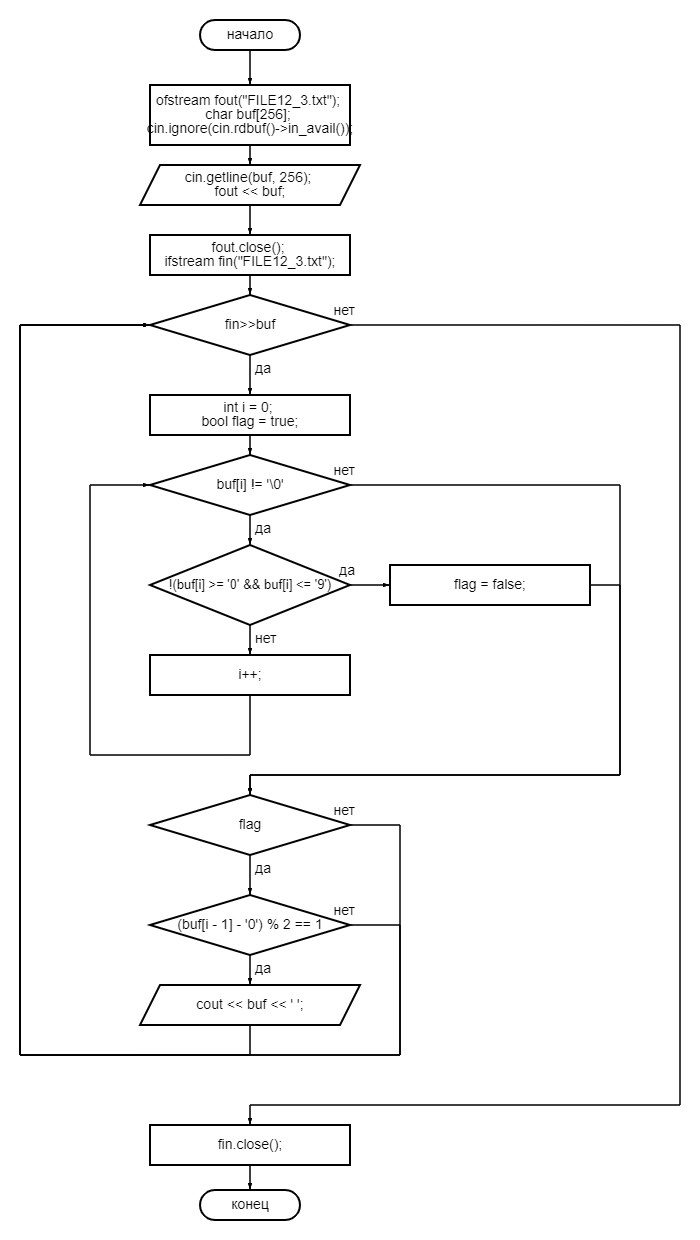 начало
ofstream fout("FILE12_3.txt");
char buf[256];
cin.ignore(cin.rdbuf()->in_avail());
cin.getline(buf, 256);
fout << buf;
fout.close();
ifstream fin("FILE12_3.txt");
fin>>buf
нет
да
int i = 0;
bool flag = true;
buf[i] != '\0'
нет
да
!(buf[i] >= '0' && buf[i] <= '9')
да
flag = false;
нет
i++;
flag
нет
да
(buf[i - 1] - '0') % 2 == 1
нет
да
cout << buf << ' ';
fin.close();
конец